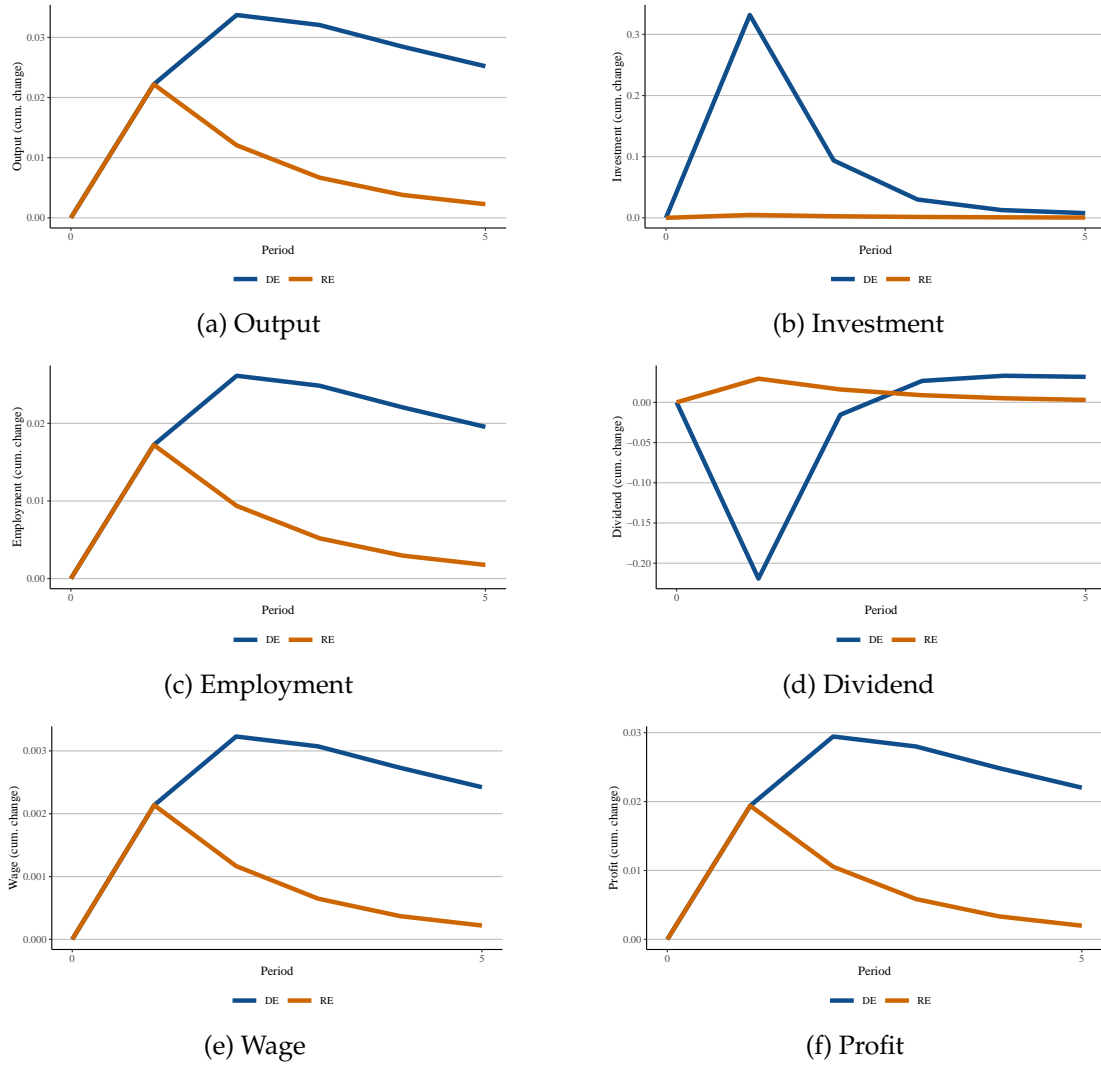 Output (cum. change)
0.03
0.02
0.01
0.00
0
5
Period
DE
RE
(a) Output
Investment (cum. change)
0.3
0.2
0.1
0.0
0
5
Period
DE
RE
(b) Investment
Employment (cum. change)
0.02
0.01
0.00
0
5
Period
DE
RE
(c) Employment
Dividend (cum. change)
0.00
−0.05
−0.10
−0.15
−0.20
0
5
Period
DE
RE
(d) Dividend
Wage (cum. change)
0.003
0.002
0.001
0.000
0
5
Period
DE
RE
(e) Wage
Profit (cum. change)
0.03
0.02
0.01
0.00
0
5
Period
DE
RE
(f) Profit